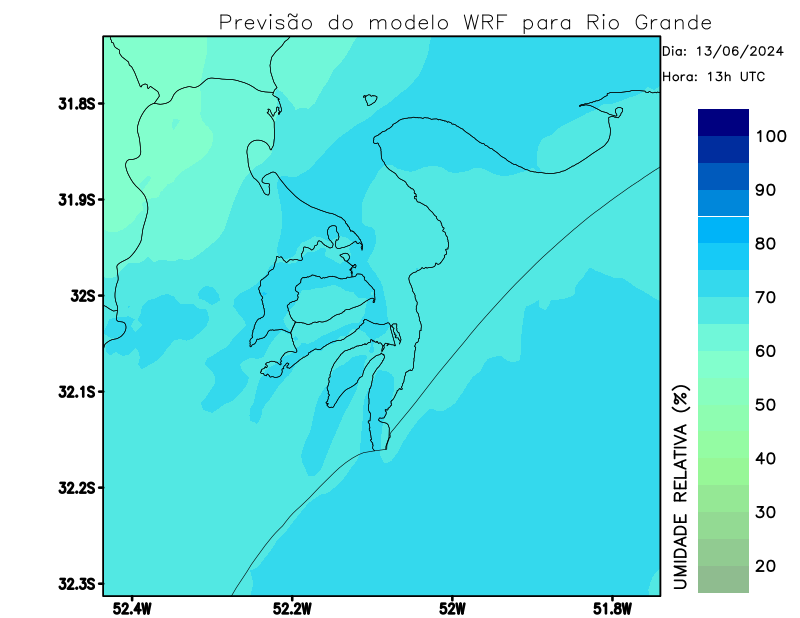 Previsão do modelo WRF para Rio Grande
Dia: 13/06/2024
Hora: 13h UTC
31.8S
31.9S
32S
32.1S
32.2S
32.3S
52.4W
52.2W
52W
51.8W
100
90
80
70
60
50
40
30
20
UMIDADE RELATIVA (%)